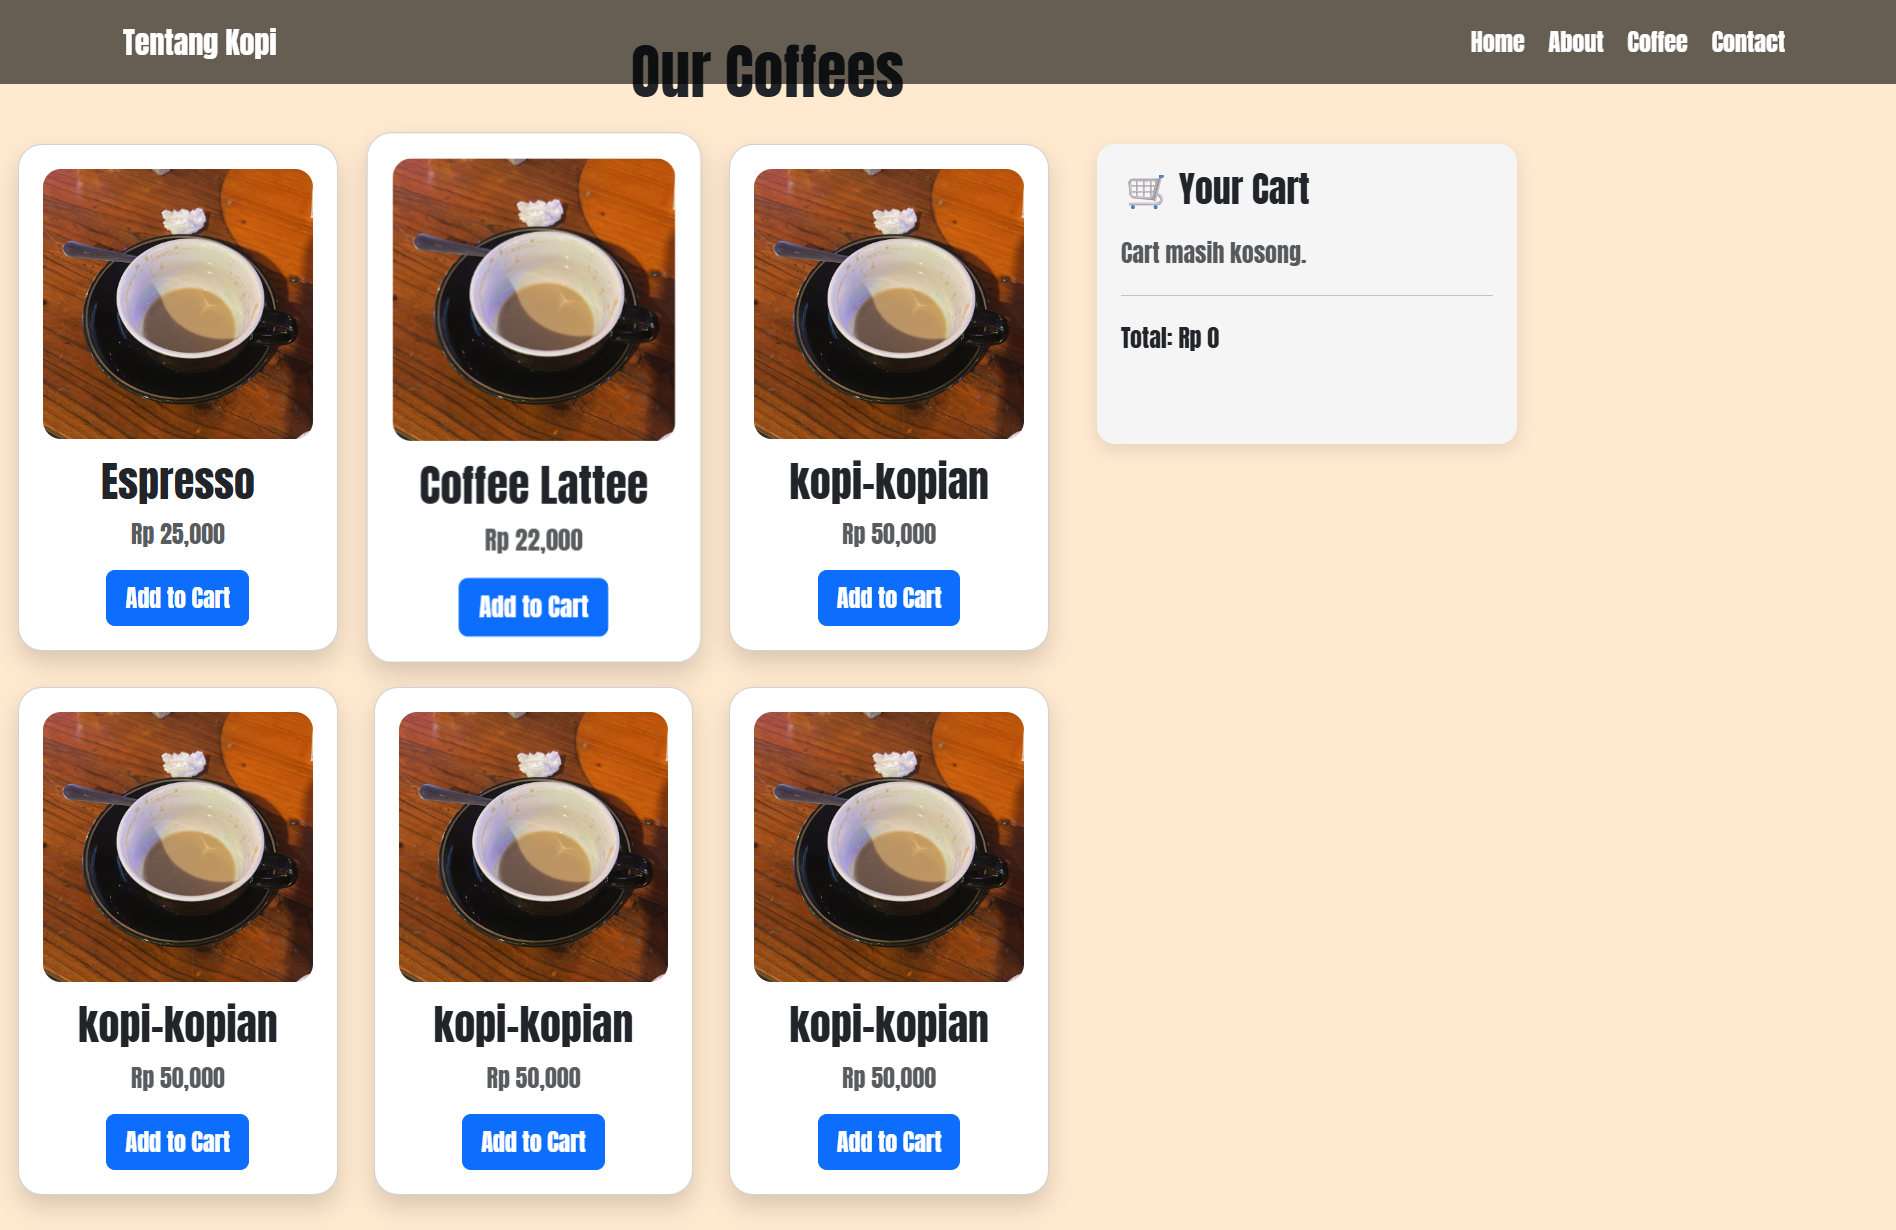 Tentang Kopi
Home About Coffee Contact
Our Coffees
Espresso
Rp 25,000
Add to Cart
Coffee Lattee
Rp 22,000
Add to Cart
kopi-kopian
Rp 50,000
Add to Cart
kopi-kopian
Rp 50,000
Add to Cart
kopi-kopian
Rp 50,000
Add to Cart
kopi-kopian
Rp 50,000
Add to Cart
🛒 Your Cart
Cart masih kosong.
Total: Rp 0